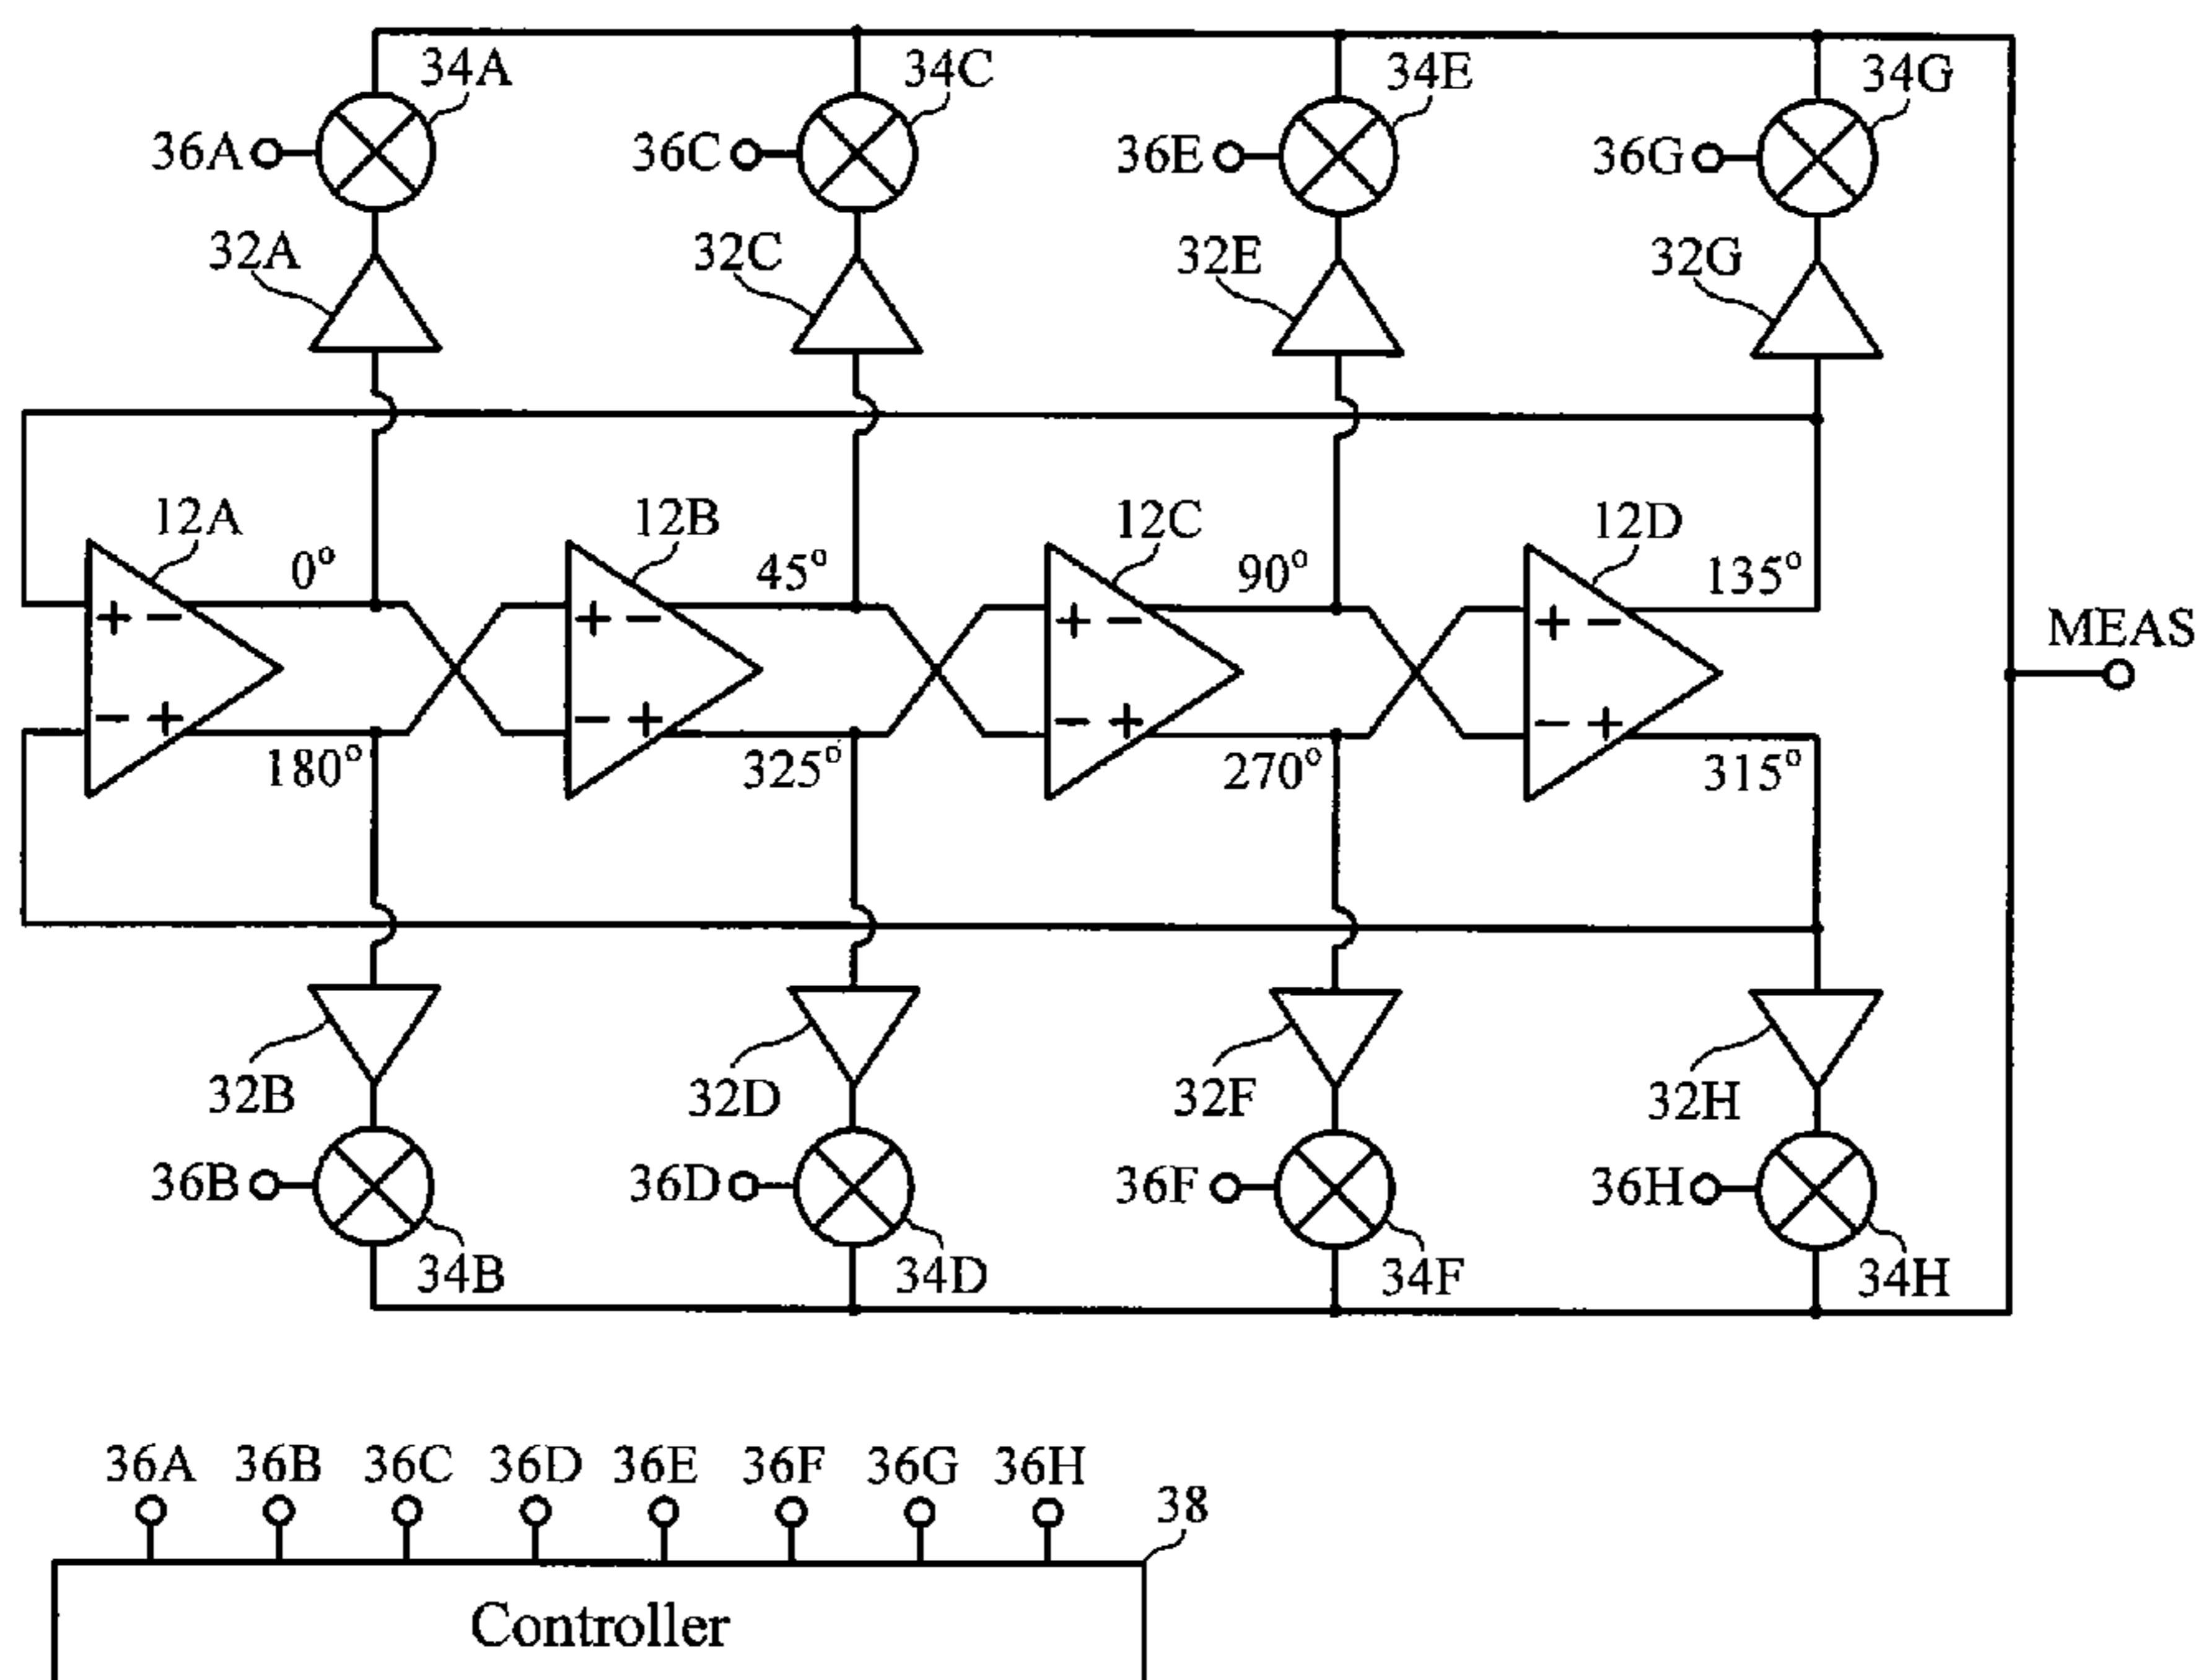 34A
34C
34E
34G
36A
36C
36E
36G
32A
32C
32E
32G
12A
12B
12C
12D
0°
45°
90°
135°
+ −
+ −
+ −
+ −
MEAS
− +
− +
− +
− +
180°
325°
270°
315°
32B
32D
32F
32H
36B
36D
36F
36H
34B
34D
34F
34H
36A 36B 36C 36D 36E 36F 36G 36H
38
Controller